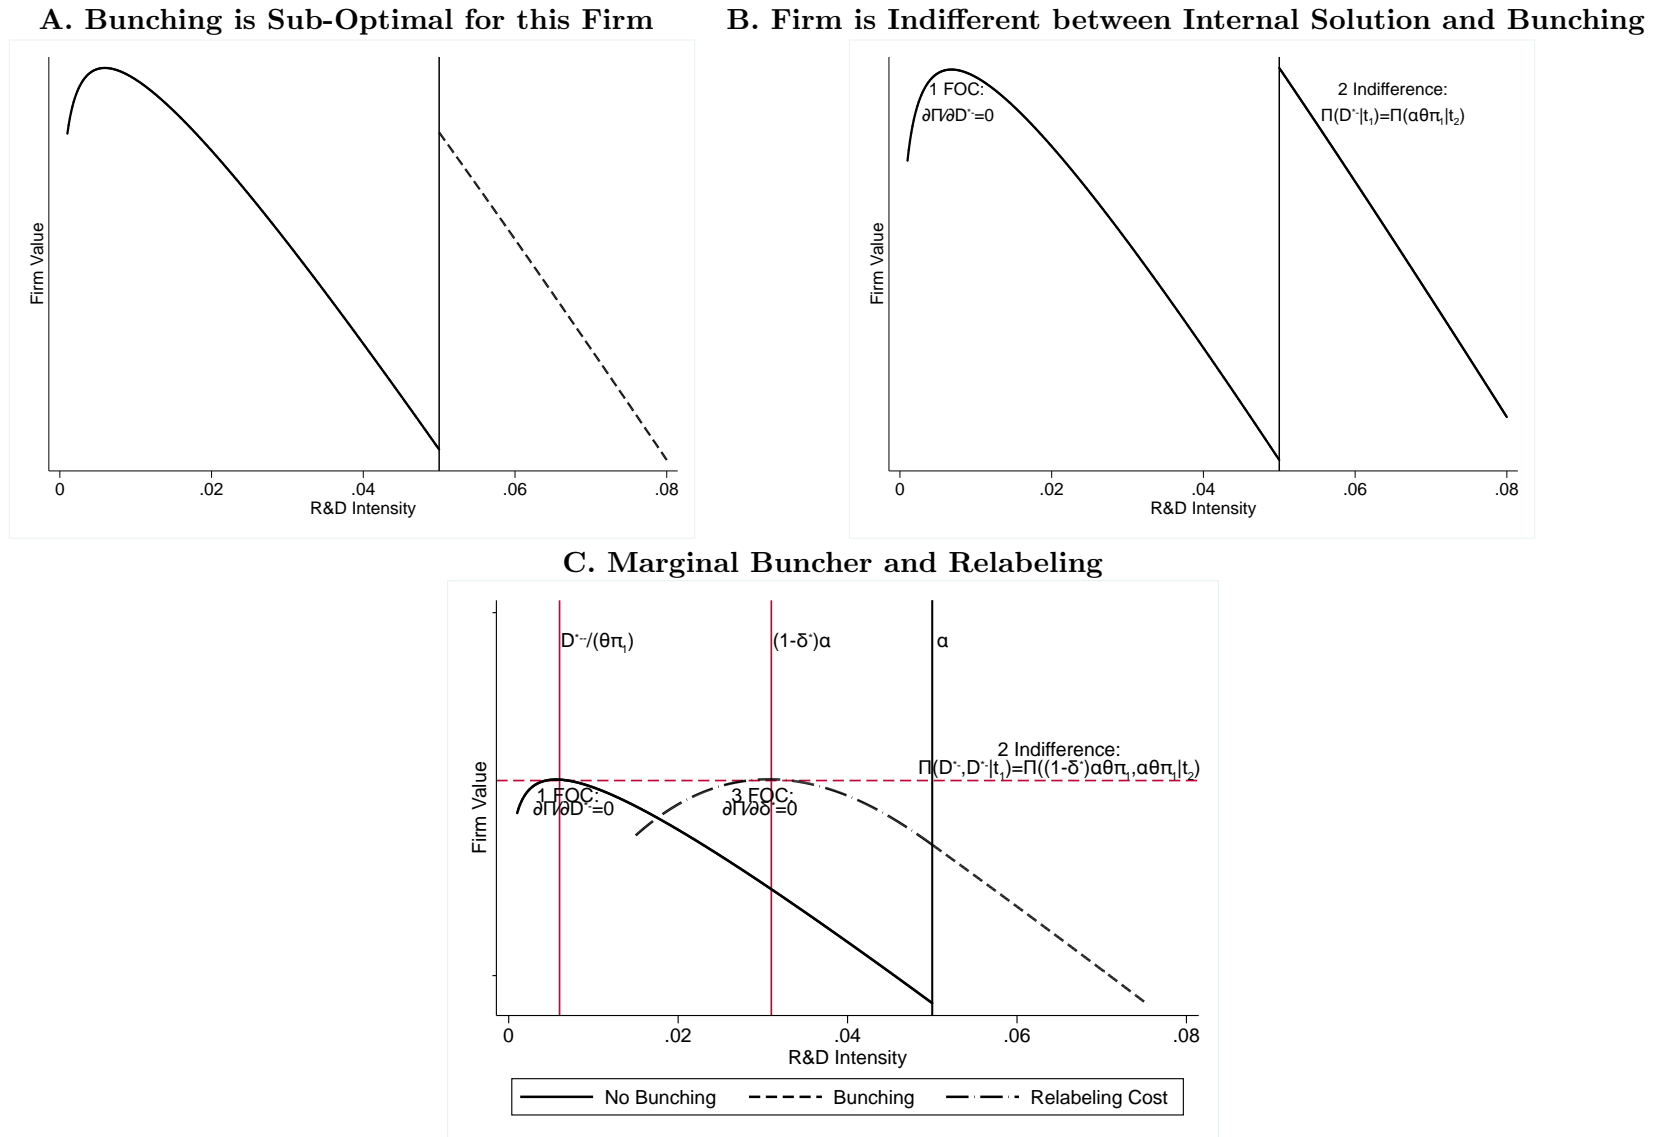 A. Bunching is Sub-Optimal for this Firm
Firm Value
0 .02 .04 .06 .08
R&D Intensity
B. Firm is Indifferent between Internal Solution and Bunching
1 FOC:
∂Π/∂D*-=0
2 Indifference:
Π(D*-|t1)=Π(αθπ1|t2)
Firm Value
0 .02 .04 .06 .08
R&D Intensity
C. Marginal Buncher and Relabeling
D*-/(θπ1)
(1-δ*)α
α
2 Indifference:
Π(D*-,D*-|t1)=Π((1-δ*)αθπ1,αθπ1|t2)
1 FOC:
∂Π/∂D*-=0
3 FOC:
∂Π/∂δ*=0
Firm Value
0 .02 .04 .06 .08
R&D Intensity
No Bunching Bunching Relabeling Cost